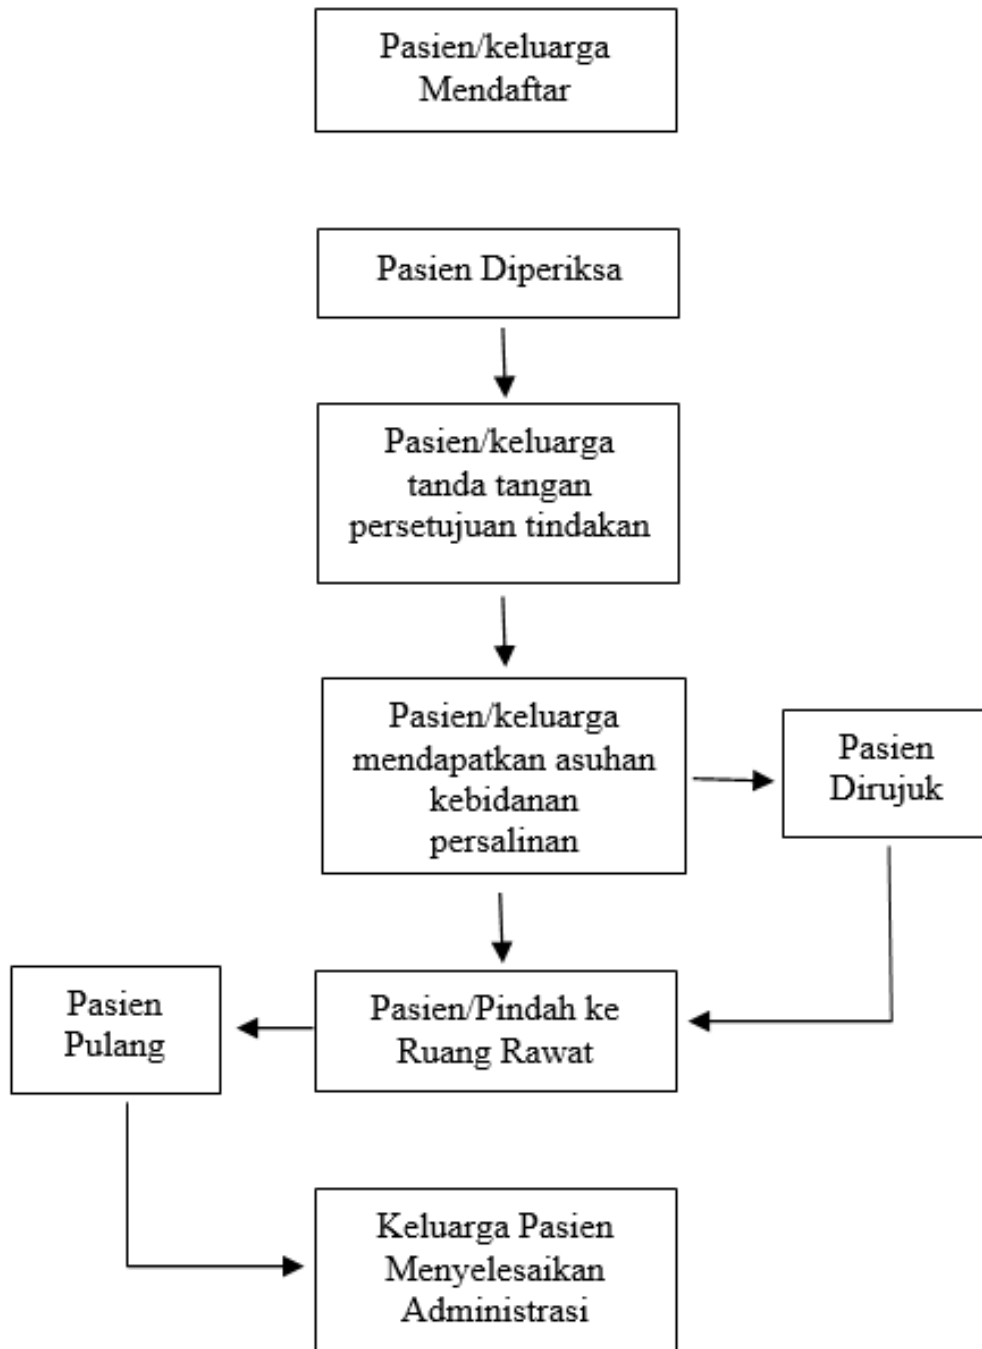 Pasien/keluarga
Mendaftar
Pasien Diperiksa
Pasien/keluarga
tanda tangan
persetujuan tindakan
Pasien/keluarga
mendapatkan asuhan
kebidanan
persalinan
Pasien
Dirujuk
Pasien/Pindah ke
Ruang Rawat
Pasien
Pulang
Keluarga Pasien
Menyelesaikan
Administrasi